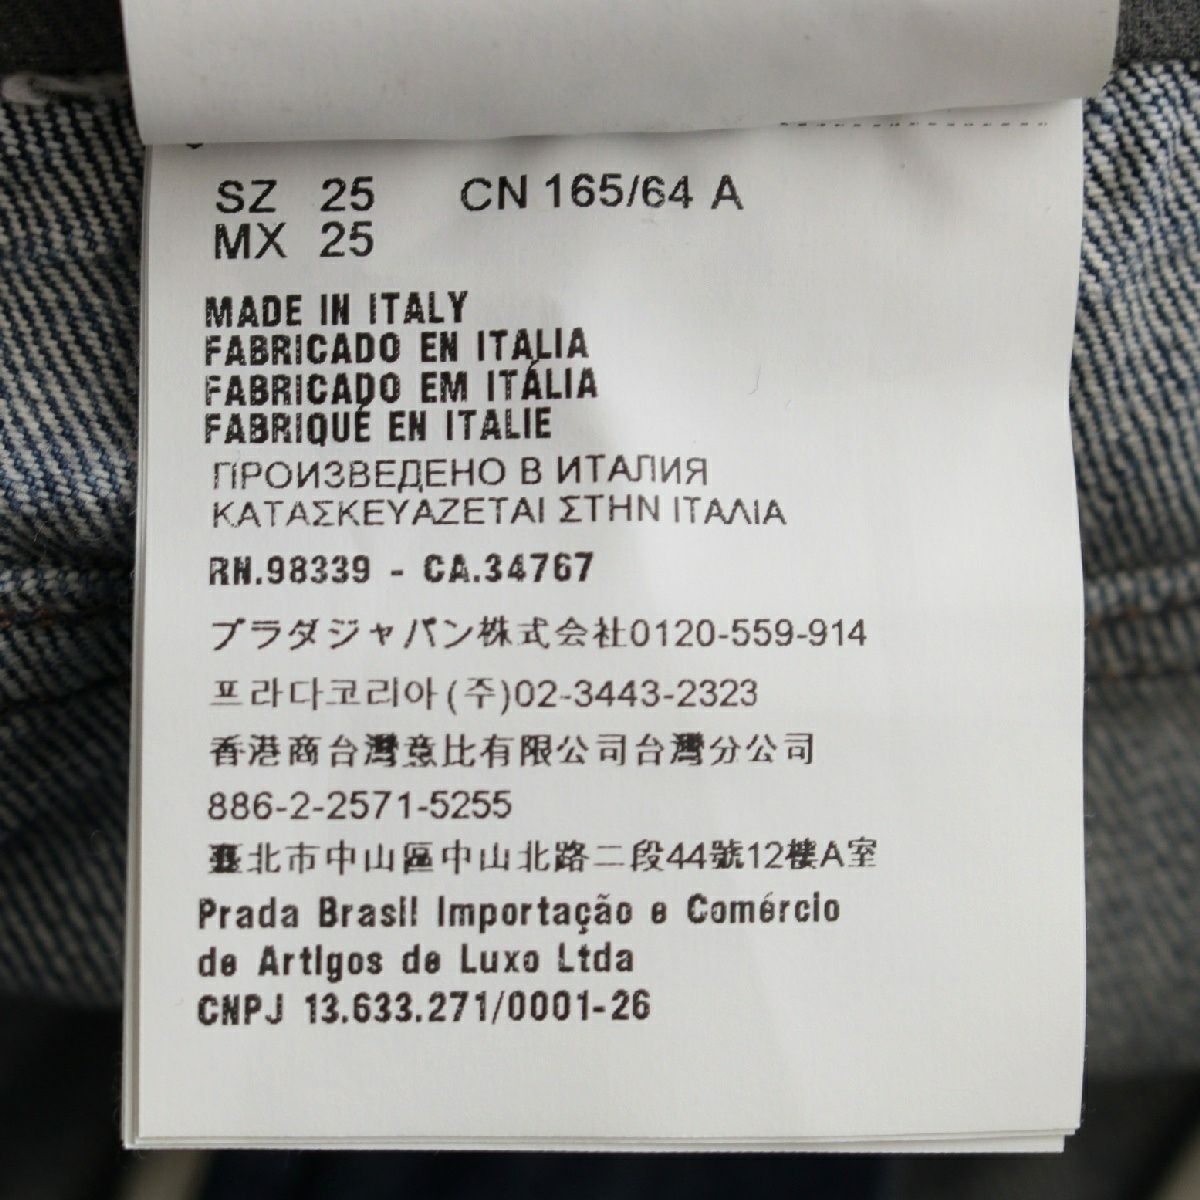 SZ 25 CN 165/64 A
MX 25
MADE IN ITALY
FABRICADO EN ITALIA
FABRICADO EM ITÁLIA
FABRIQUÉ EN ITALIE
ПРОИЗВЕДЕНО В ИТАЛИЯ
ΚΑΤΑΣΚΕΥΑΖΕΤΑΙ ΣΤΗΝ ΙΤΑΛΙΑ
RN.98339 - CA.34767
プラダジャパン株式会社0120-559-914
프라다코리아(주)02-3443-2323
香港商台灣意比有限公司台灣分公司
886-2-2571-5255
臺北市中山區中山北路二段44號12樓A室
Prada Brasil Importação e Comércio
de Artigos de Luxo Ltda
CNPJ 13.633.271/0001-26